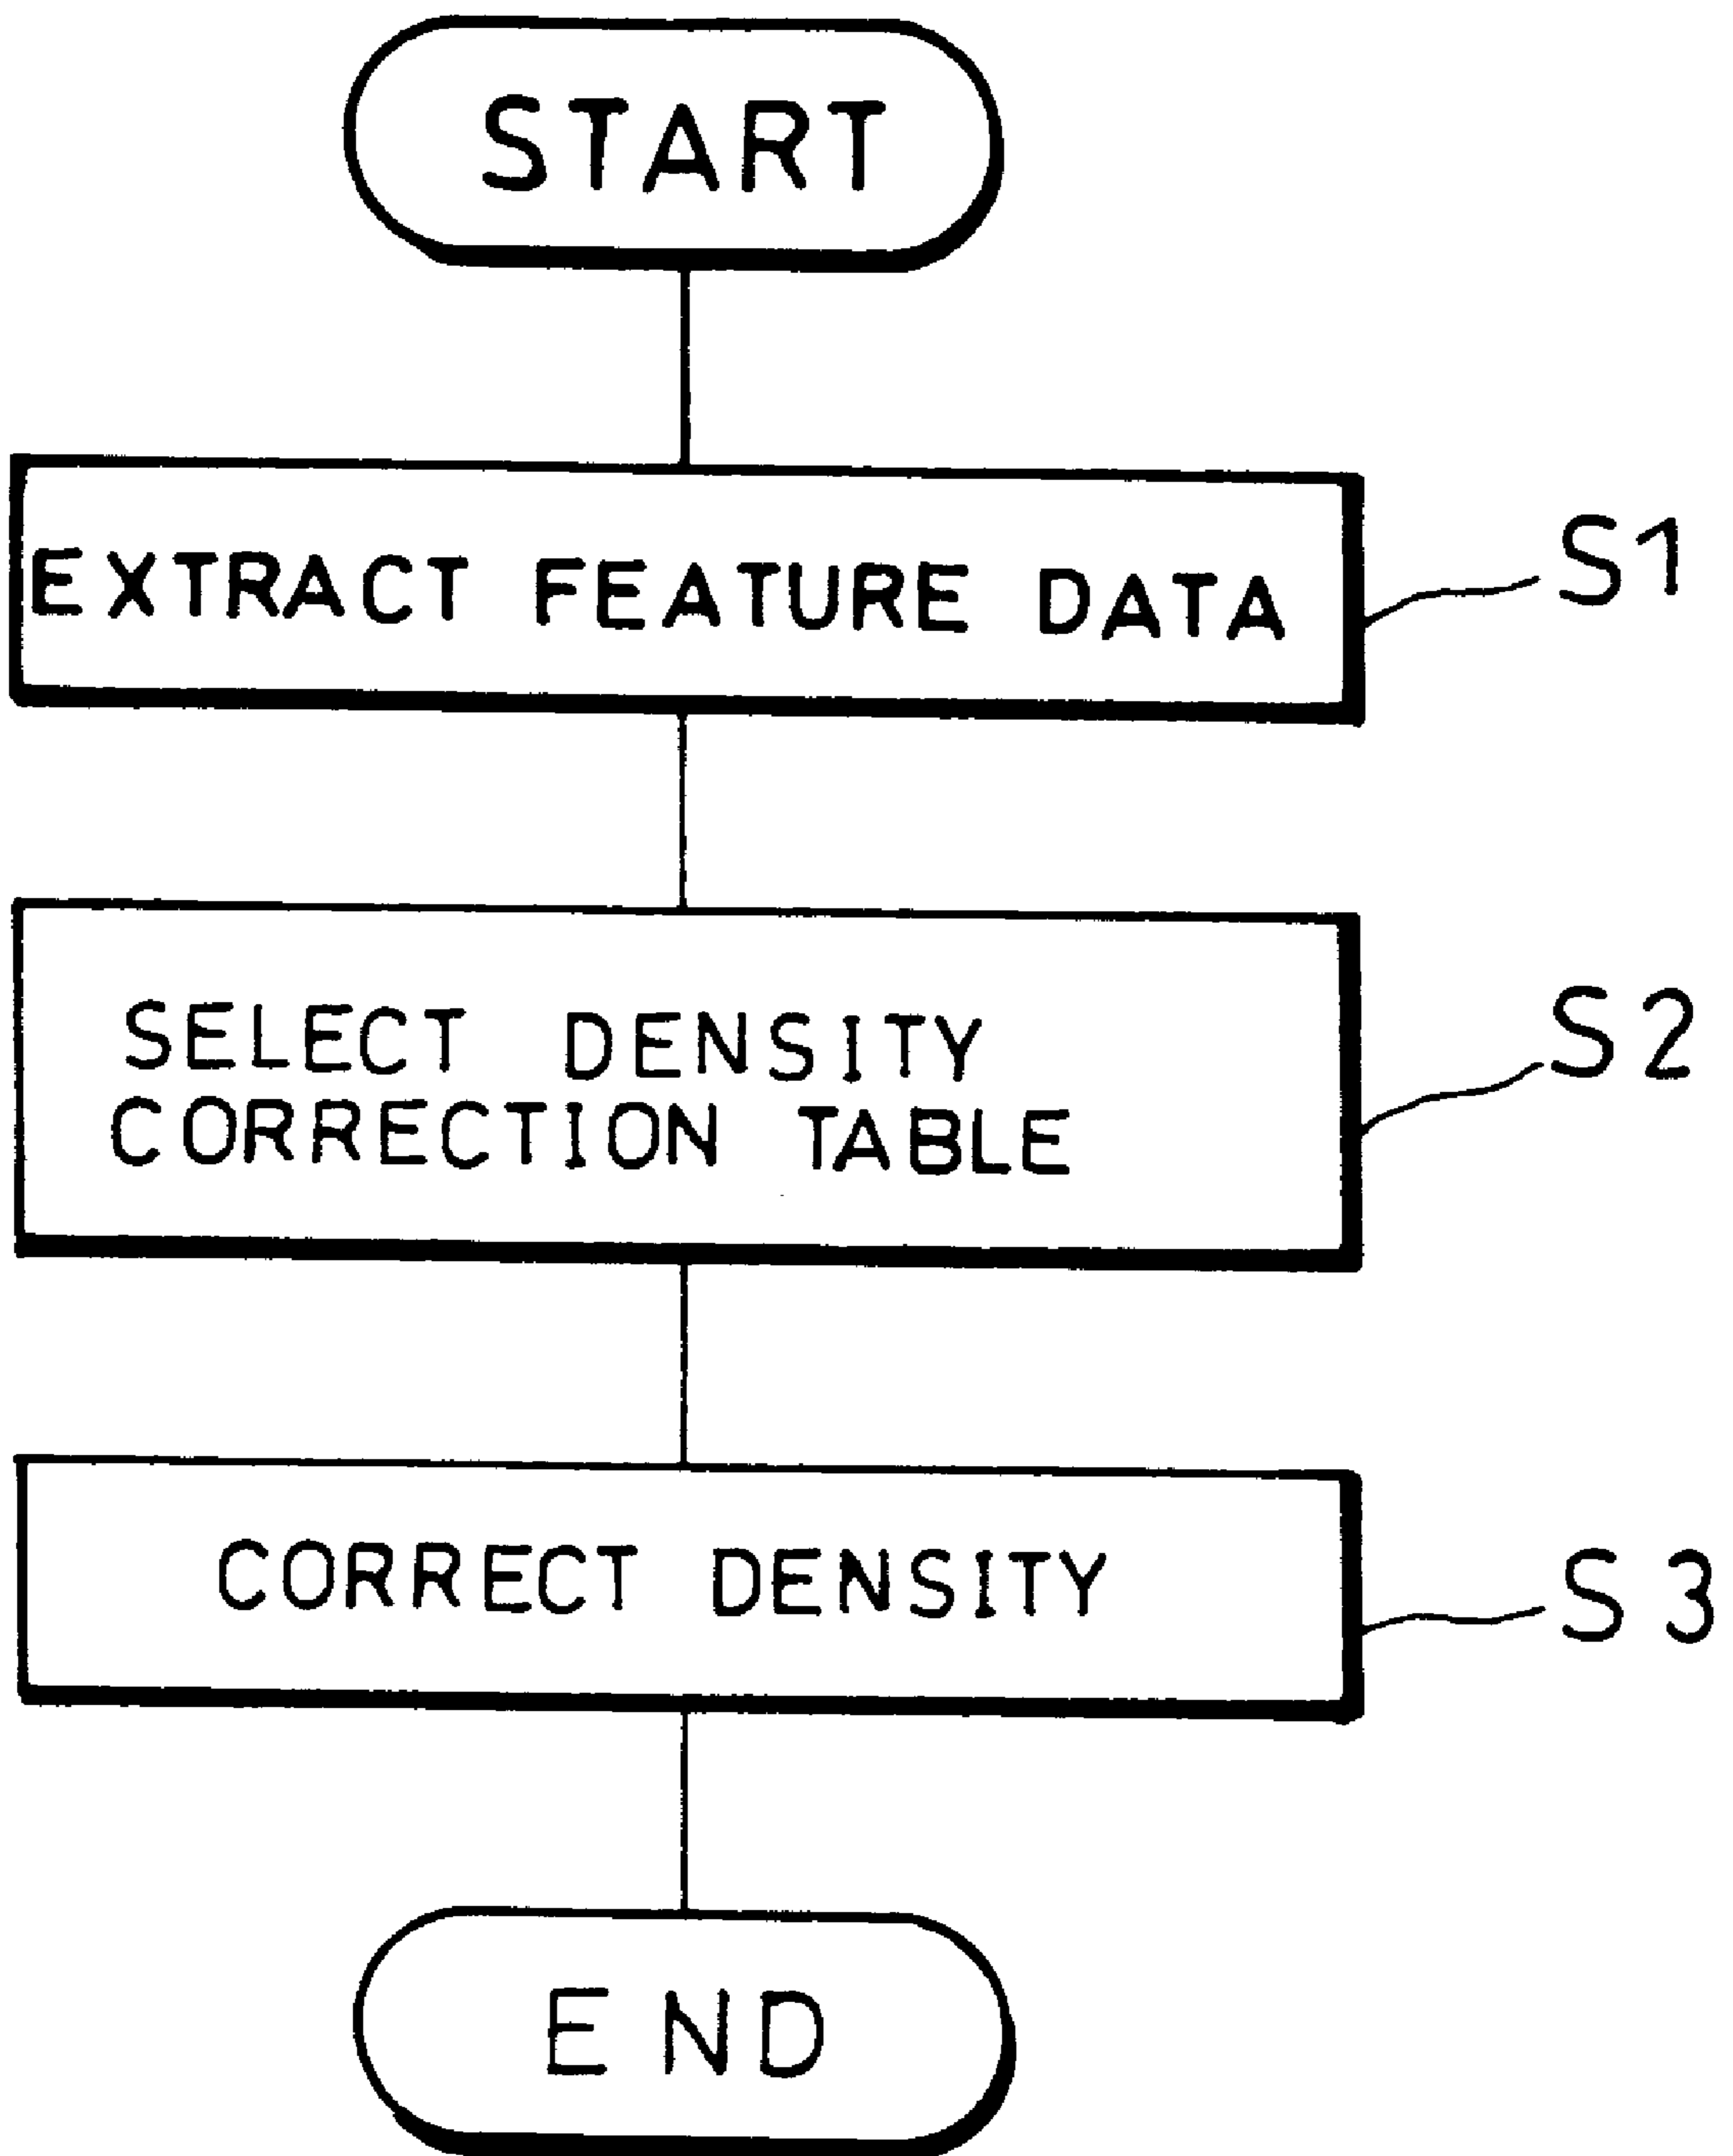 START
EXTRACT FEATURE DATA
S1
SELECT DENSITY
CORRECTION TABLE
S2
CORRECT DENSITY
S3
END